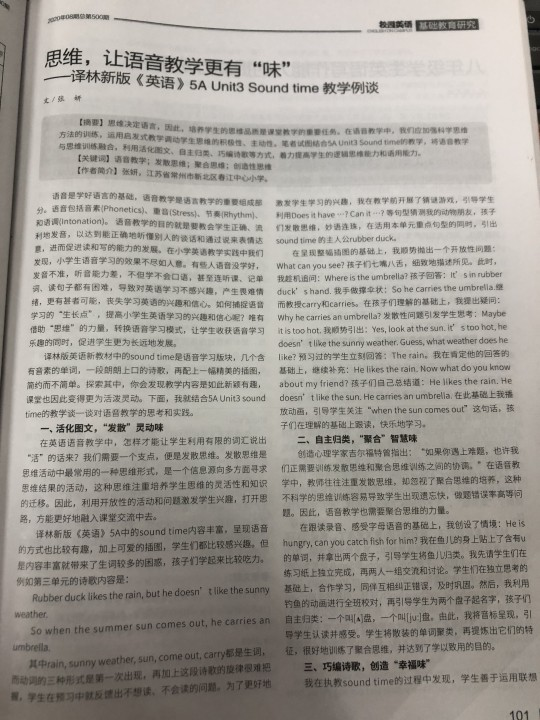 2020年08期总第500期
校园英语
基础教育研究
思维，让语音教学更有“味”
——译林新版《英语》5A Unit3 Sound time 教学例谈
文/张　妍
【摘要】思维决定语言，因此，培养学生的思维品质是课堂教学的重要任务。在语音教学中，我们应加强科学思维
方法的训练，运用启发式教学调动学生思维的积极性、主动性。笔者试图结合5A Unit3 Sound time的教学，将语音教学
与思维训练融合，利用活化图文、自主归类、巧编诗歌等方式，着力提高学生的逻辑思维能力和语用能力。
【关键词】语音教学；发散思维；聚合思维；创造性思维
【作者简介】张妍，江苏省常州市新北区春江中心小学。
语音是学好语言的基础，语音教学是语言教学的重要组成部
分。语音包括音素(Phonetics)、重音(Stress)、节奏(Rhythm)、
和语调(Intonation)。语音教学的目的就是要教会学生正确、流
利地发音，以达到能正确地听懂别人的谈话和通过说来表情达
意，进而促进读和写的能力的发展。在小学英语教学实践中我们
发现，小学生语音学习的效果不尽如人意。有些人语音没学好，
发音不准，听音能力差，不但学不会口语，甚至连听课、记单
词、读句子都有困难，导致对英语学习不感兴趣，产生畏难情
绪，更有甚者可能，丧失学习英语的兴趣和信心。如何捕捉语音
学习的“生长点”，提高小学生英语学习的兴趣和信心呢？唯有
借助“思维”的力量，转换语音学习模式，让学生收获语音学习
乐趣的同时，促进学生更为长远地发展。
译林版英语新教材中的sound time是语音学习版块，几个含
有音素的单词，一段朗朗上口的诗歌，再配上一幅精美的插图，
简约而不简单。探索其中，你会发现教学内容是如此新颖有趣，
课堂也因此变得更为活泼灵动。下面，我就结合5A Unit3 sound
time的教学谈一谈对语音教学的思考和实践。
一、活化图文，“发散”灵动味
在英语语音教学中，怎样才能让学生利用有限的词汇说出
“活”的话来？我们需要一个支点，便是发散思维。发散思维是
思维活动中最常用的一种思维形式，是一个信息源向多方面寻求
思维结果的活动，这种思维注重培养学生思维的灵活性和知识
的迁移。因此，利用开放性的活动和问题激发学生兴趣，打开思
路，方能更好地融入课堂交流中去。
译林新版《英语》5A中的sound time内容丰富，呈现语音
的方式也比较有趣，加上可爱的插图，学生们都比较感兴趣。但
是内容丰富就带来了生词较多的困惑，孩子们学起来比较吃力。
例如第三单元的诗歌内容是：
Rubber duck likes the rain, but he doesn’t like the sunny
weather.
So when the summer sun comes out, he carries an
umbrella.
其中rain, sunny weather, sun, come out, carry都是生词，
而动词的三种形式是第一次出现，再加上这段诗歌的旋律很难把
握，学生在预习中就反馈出不想读、不会读的问题。为了更好地
激发学生学习的兴趣，我在教学前开展了猜谜游戏，引导学生
利用Does it have …? Can it …? 等句型猜测我的动物朋友，孩子
们发散思维，妙语连珠，在活用本单元重点句型的同时，引出
sound time 的主人公rubber duck。
在呈现整幅插图的基础上，我顺势抛出一个开放性问题：
What can you see? 孩子们七嘴八舌，细致地描述所见。此时，
我趁机追问：Where is the umbrella? 孩子回答：It’s in rubber
duck’s hand. 我手做撑伞状：So he carries the umbrella.继
而教授carry和carries。在孩子们理解的基础上，我提出疑问：
Why he carries an umbrella? 发散性问题引发学生思考：Maybe
it is too hot. 我顺势引出：Yes, look at the sun. it’s too hot, he
doesn’t like the sunny weather. Guess, what weather does he
like? 预习过的学生立刻回答：The rain。我在肯定他的回答的
基础上，继续补充：He likes the rain. Now what do you know
about my friend? 孩子们自己总结道：He likes the rain. He
doesn’t like the sun. He carries an umbrella. 在此基础上我播
放动画，引导学生关注“when the sun comes out”这句话，孩子
们在理解的基础上跟读，快乐地学习。
二、自主归类，“聚合”智慧味
创造心理学家吉尔福特曾指出：“如果你遇上难题，也许我
们正需要训练发散思维和聚合思维训练之间的协调。”在语音教
学中，教师往往注重发散思维，却忽视了聚合思维的培养，这种
不科学的思维训练容易导致学生出现遗忘快，做题错误率高等问
题。因此，语音教学也需要聚合思维的力量。
在跟读录音、感受字母语音的基础上，我创设了情境：He is
hungry, can you catch fish for him? 我在鱼儿的身上贴上了含有u
的单词，并拿出两个盘子，引导学生将鱼儿归类。我先请学生们在
练习纸上独立完成，再两人一组交流和讨论。学生们在独立思考的
基础上，合作学习，同伴互相纠正错误，及时巩固。然后，我利用
钓鱼的动画进行全班校对，再引导学生为两个盘子起名字，孩子们
自主归类：一个叫[ʌ]盘，一个叫[ju:]盘。由此，我将音标呈现，引
导学生认读并感受。学生将散装的单词聚类，再提炼出它们的特
征，很好地训练了聚合思维，并达到了学以致用的目的。
三、巧编诗歌，创造“幸福味”
我在执教sound time的过程中发现，学生善于运用联想
101